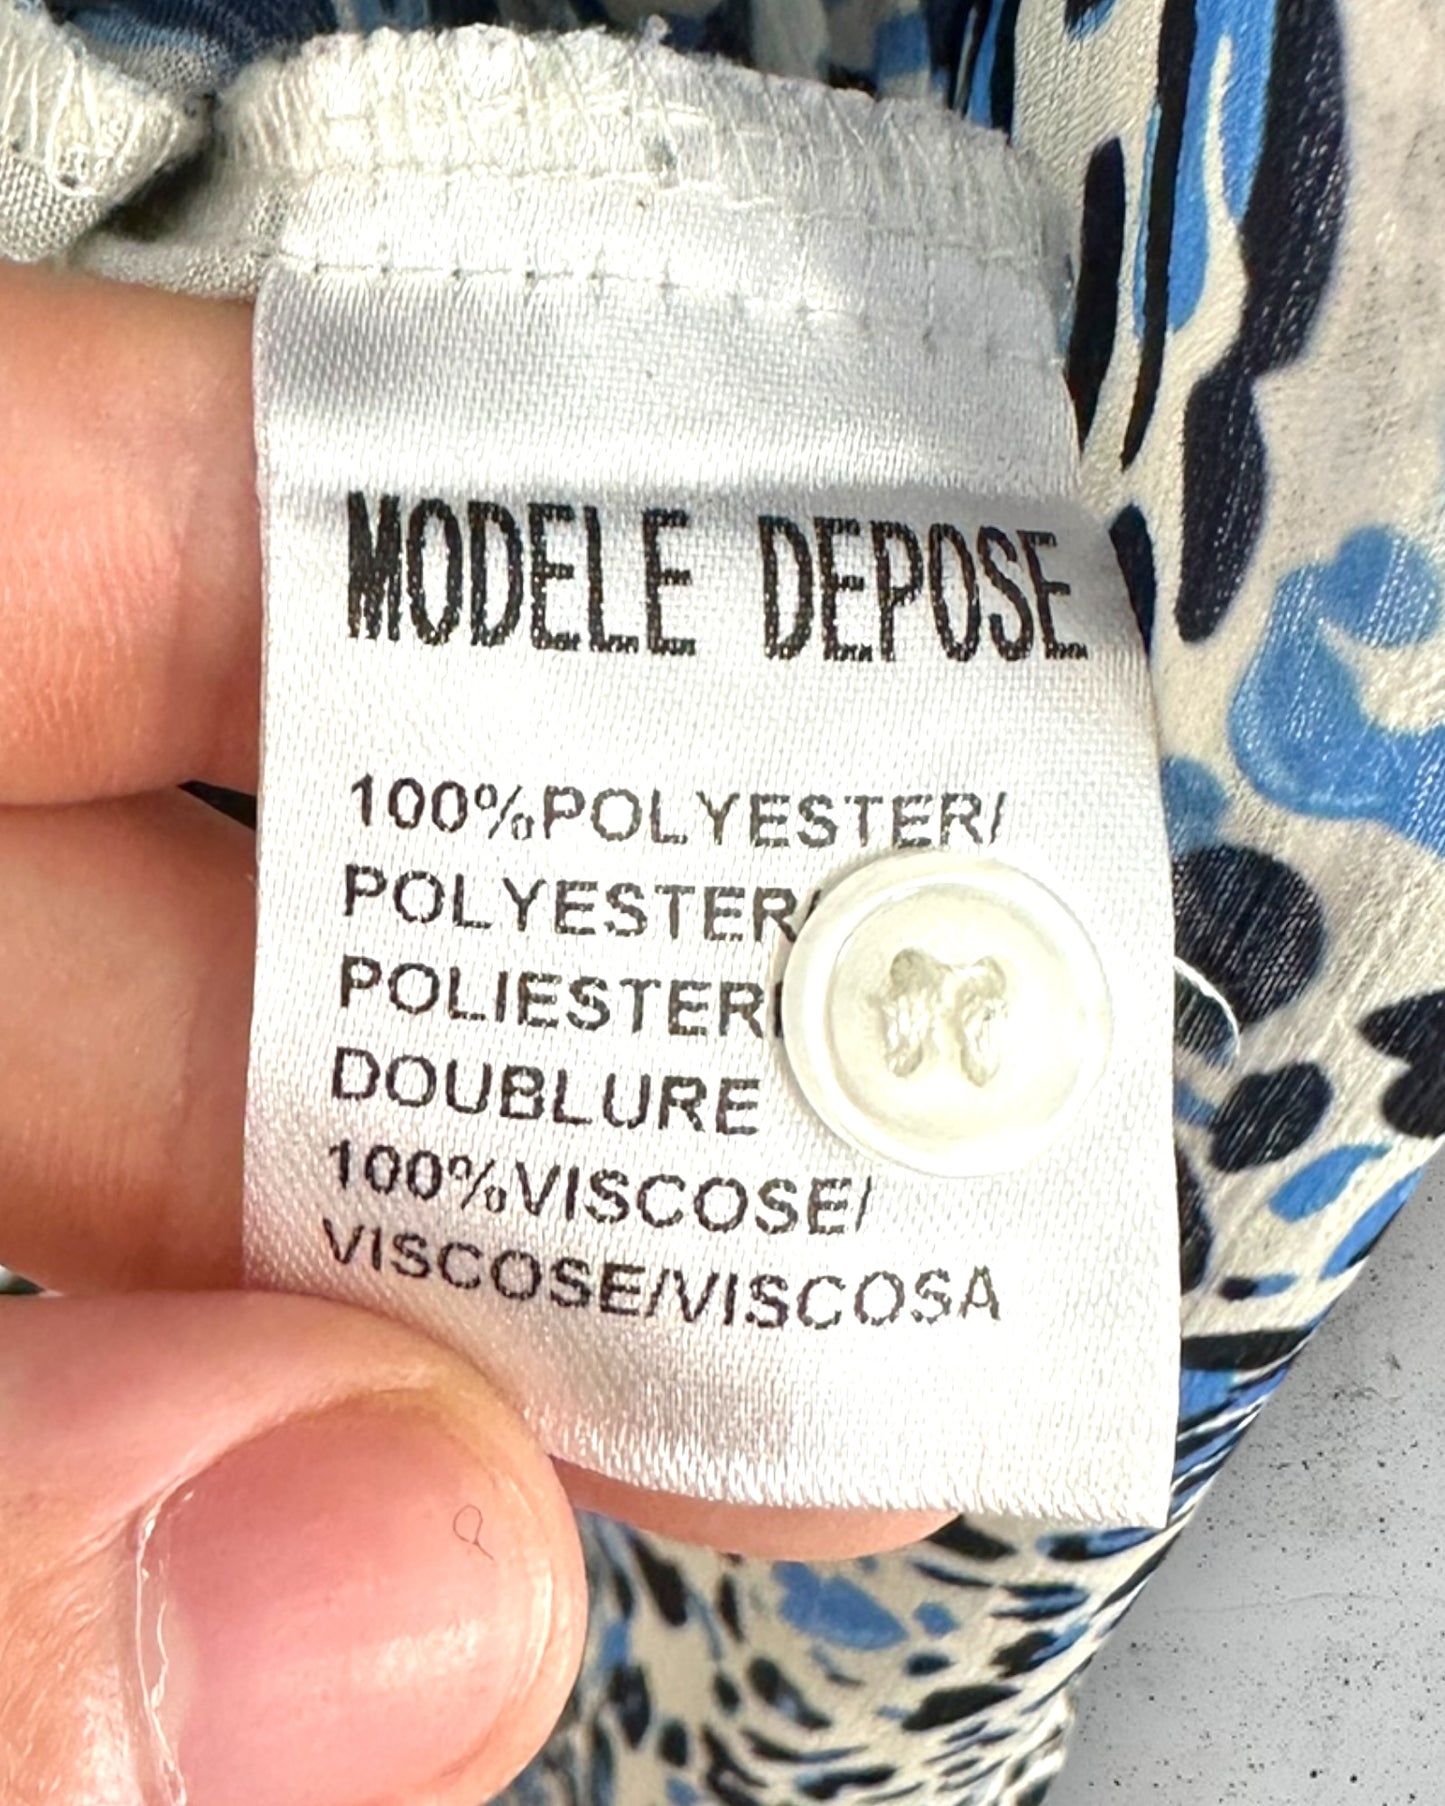 MODELE DEPOSE
100%POLYESTER/
POLYESTER/
POLIESTER
DOUBLURE
100%VISCOSE/
VISCOSE/VISCOSA